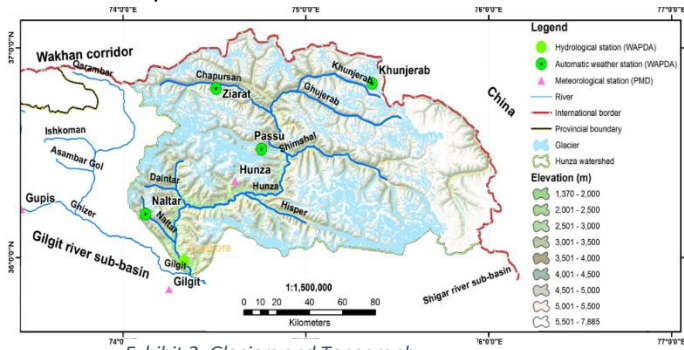 74°0'E 75°0'E 76°0'E 77°0'E
37°0'N
36°0'N
Wakhan corridor
Qarambar
Chapursan
Ziarat
Khunjerab
Khunjerab
Ghujerab
China
Ishkoman
Asambar Gol
Passu
Shimshal
Hunza
Hunza
Daintar
Naltar
Naltar
Hisper
Gupis
Ghizer
Gilgit river sub-basin
Gilgit
Gilgit
Shigar river sub-basin
1:1,500,000
0 10 20 40 60 80
Kilometers
74°0'E 75°0'E 76°0'E 77°0'E
Legend
Hydrological station (WAPDA)
Automatic weather station (WAPDA)
Meteorological station (PMD)
River
International border
Provincial boundary
Glacier
Hunza watershed
Elevation (m)
1,370 - 2,000
2,001 - 2,500
2,501 - 3,000
3,001 - 3,500
3,501 - 4,000
4,001 - 4,500
4,501 - 5,000
5,001 - 5,500
5,501 - 7,885